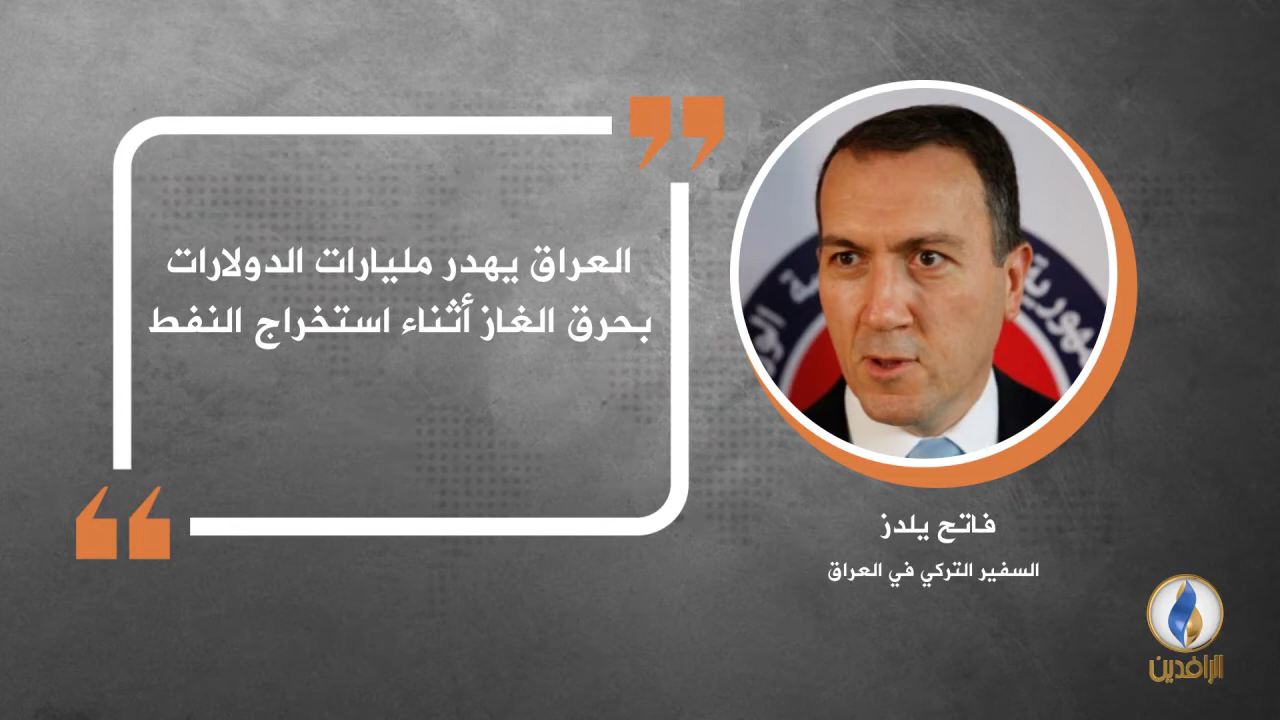 العراق يهدر مليارات الدولارات
بحرق الغاز أثناء استخراج النفط
فاتح يلدز
السفير التركي في العراق
الرافدين